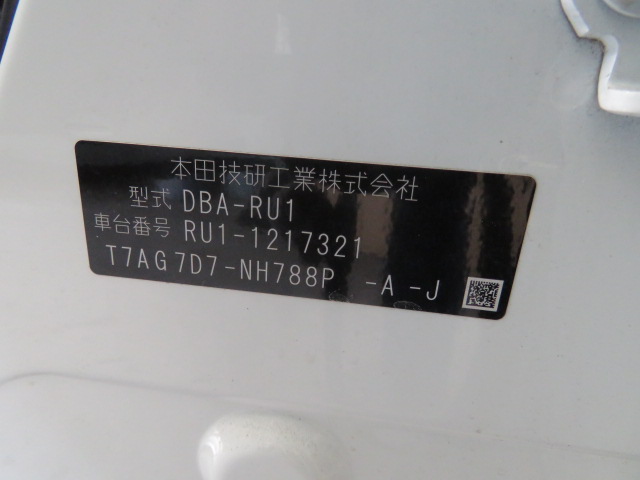 本田技研工業株式会社
型式 DBA-RU1
車台番号 RU1-1217321
T7AG7D7-NH788P -A-J